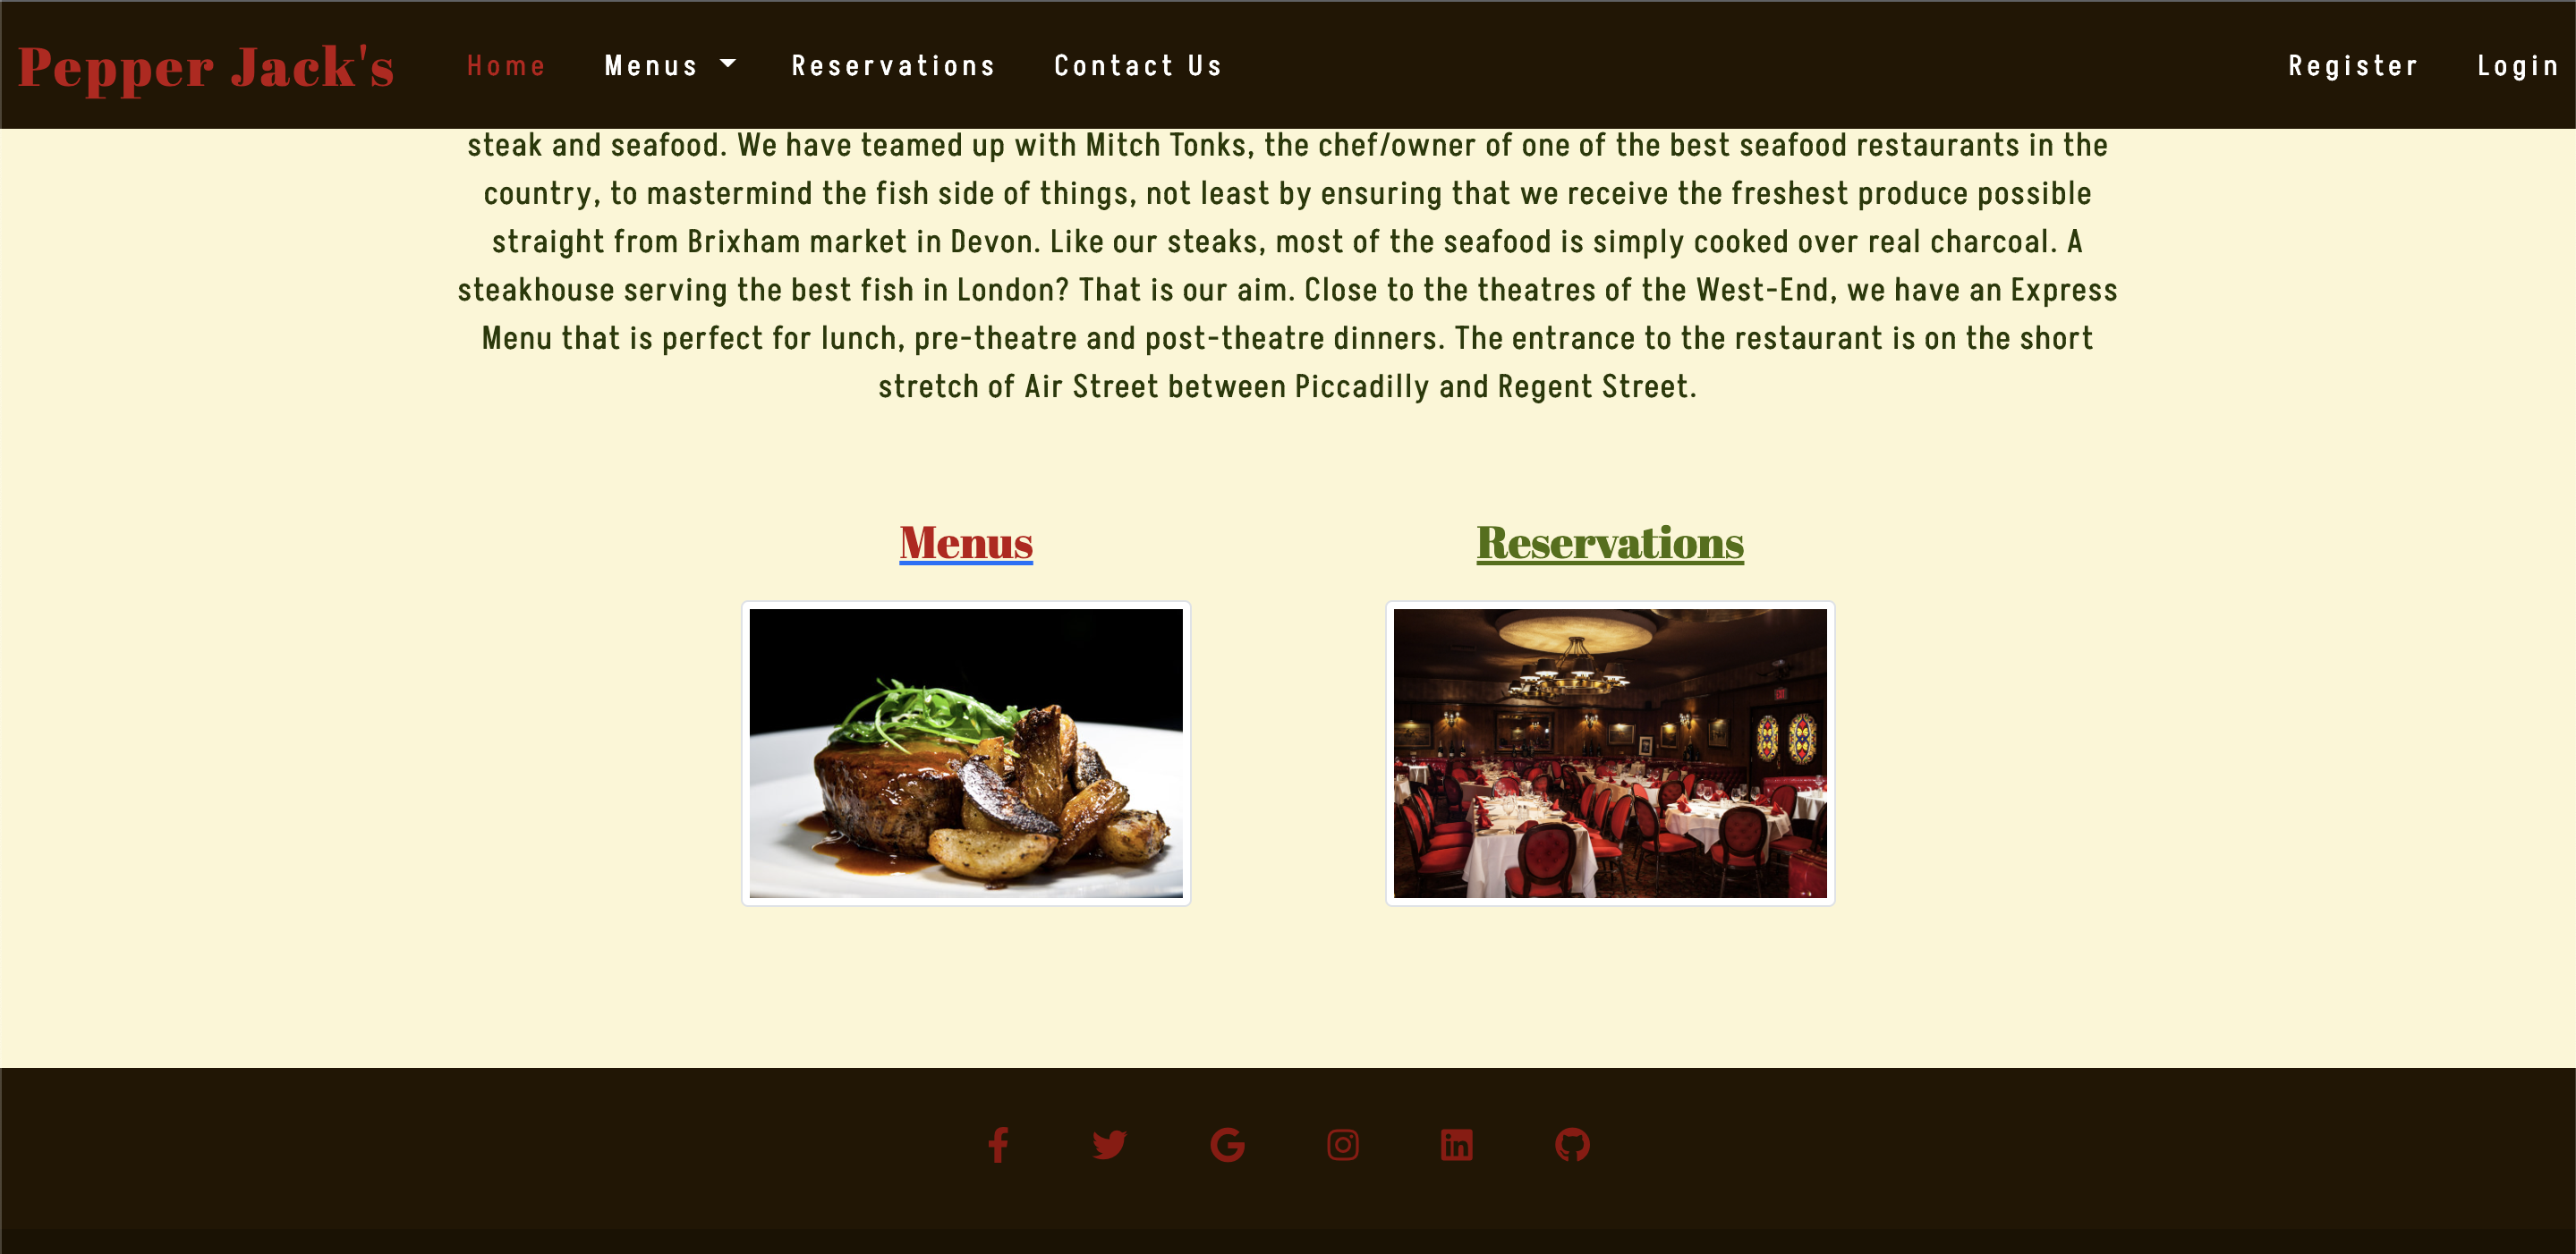 Pepper Jack's Home Menus Reservations Contact Us Register Login
steak and seafood. We have teamed up with Mitch Tonks, the chef/owner of one of the best seafood restaurants in the
country, to mastermind the fish side of things, not least by ensuring that we receive the freshest produce possible
straight from Brixham market in Devon. Like our steaks, most of the seafood is simply cooked over real charcoal. A
steakhouse serving the best fish in London? That is our aim. Close to the theatres of the West-End, we have an Express
Menu that is perfect for lunch, pre-theatre and post-theatre dinners. The entrance to the restaurant is on the short
stretch of Air Street between Piccadilly and Regent Street.
Menus Reservations